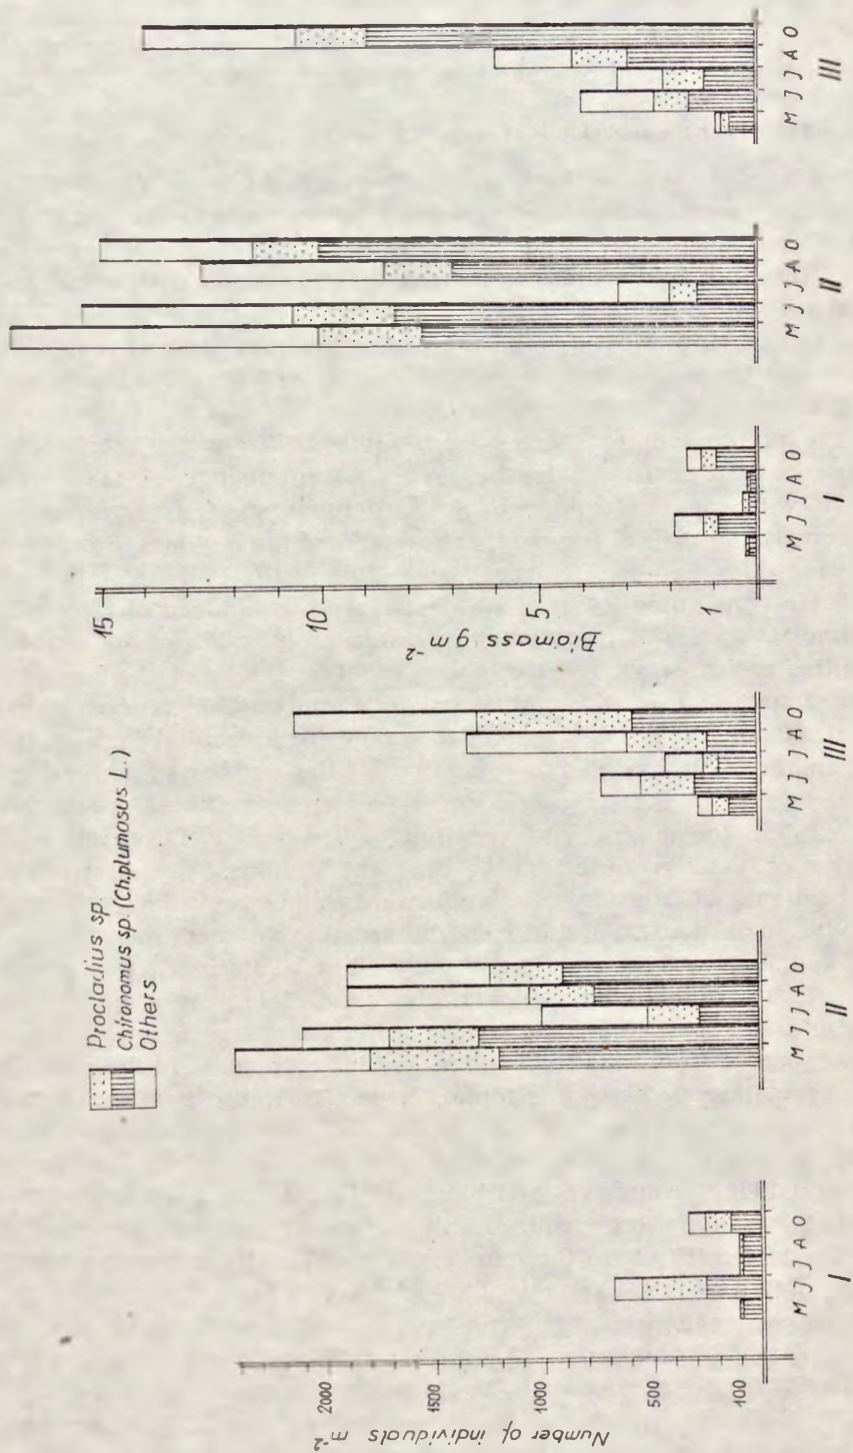 Procladius sp.
Chironomus sp. (Ch.plumosus L.)
Others
Number of individuals m⁻²
2000
1500
1000
500
100
M J J A O
I
M J J A O
II
M J J A O
III
Biomass g m⁻²
15
10
5
1
M J J A O
I
M J J A O
II
M J J A O
III